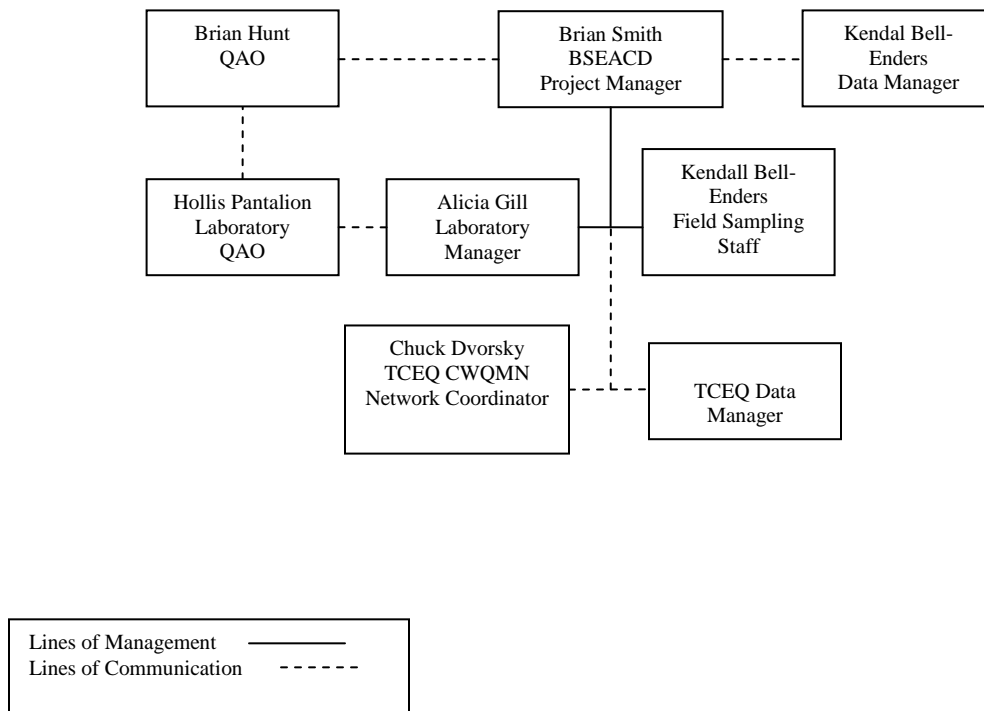 Brian Hunt
QAO
Brian Smith
BSEACD
Project Manager
Kendal Bell-
Enders
Data Manager
Hollis Pantalion
Laboratory
QAO
Alicia Gill
Laboratory
Manager
Kendall Bell-
Enders
Field Sampling
Staff
Chuck Dvorsky
TCEQ CWQMN
Network Coordinator
TCEQ Data
Manager
Lines of Management
Lines of Communication